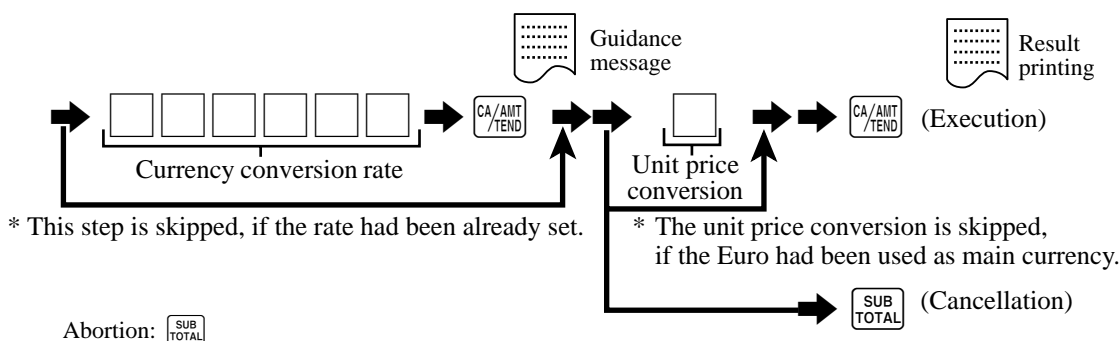 Guidance
message
Result
printing
CA/AMT
/TEND
CA/AMT
/TEND
(Execution)
Currency conversion rate
Unit price
conversion
* This step is skipped, if the rate had been already set.
* The unit price conversion is skipped,
if the Euro had been used as main currency.
SUB
TOTAL
(Cancellation)
Abortion:
SUB
TOTAL